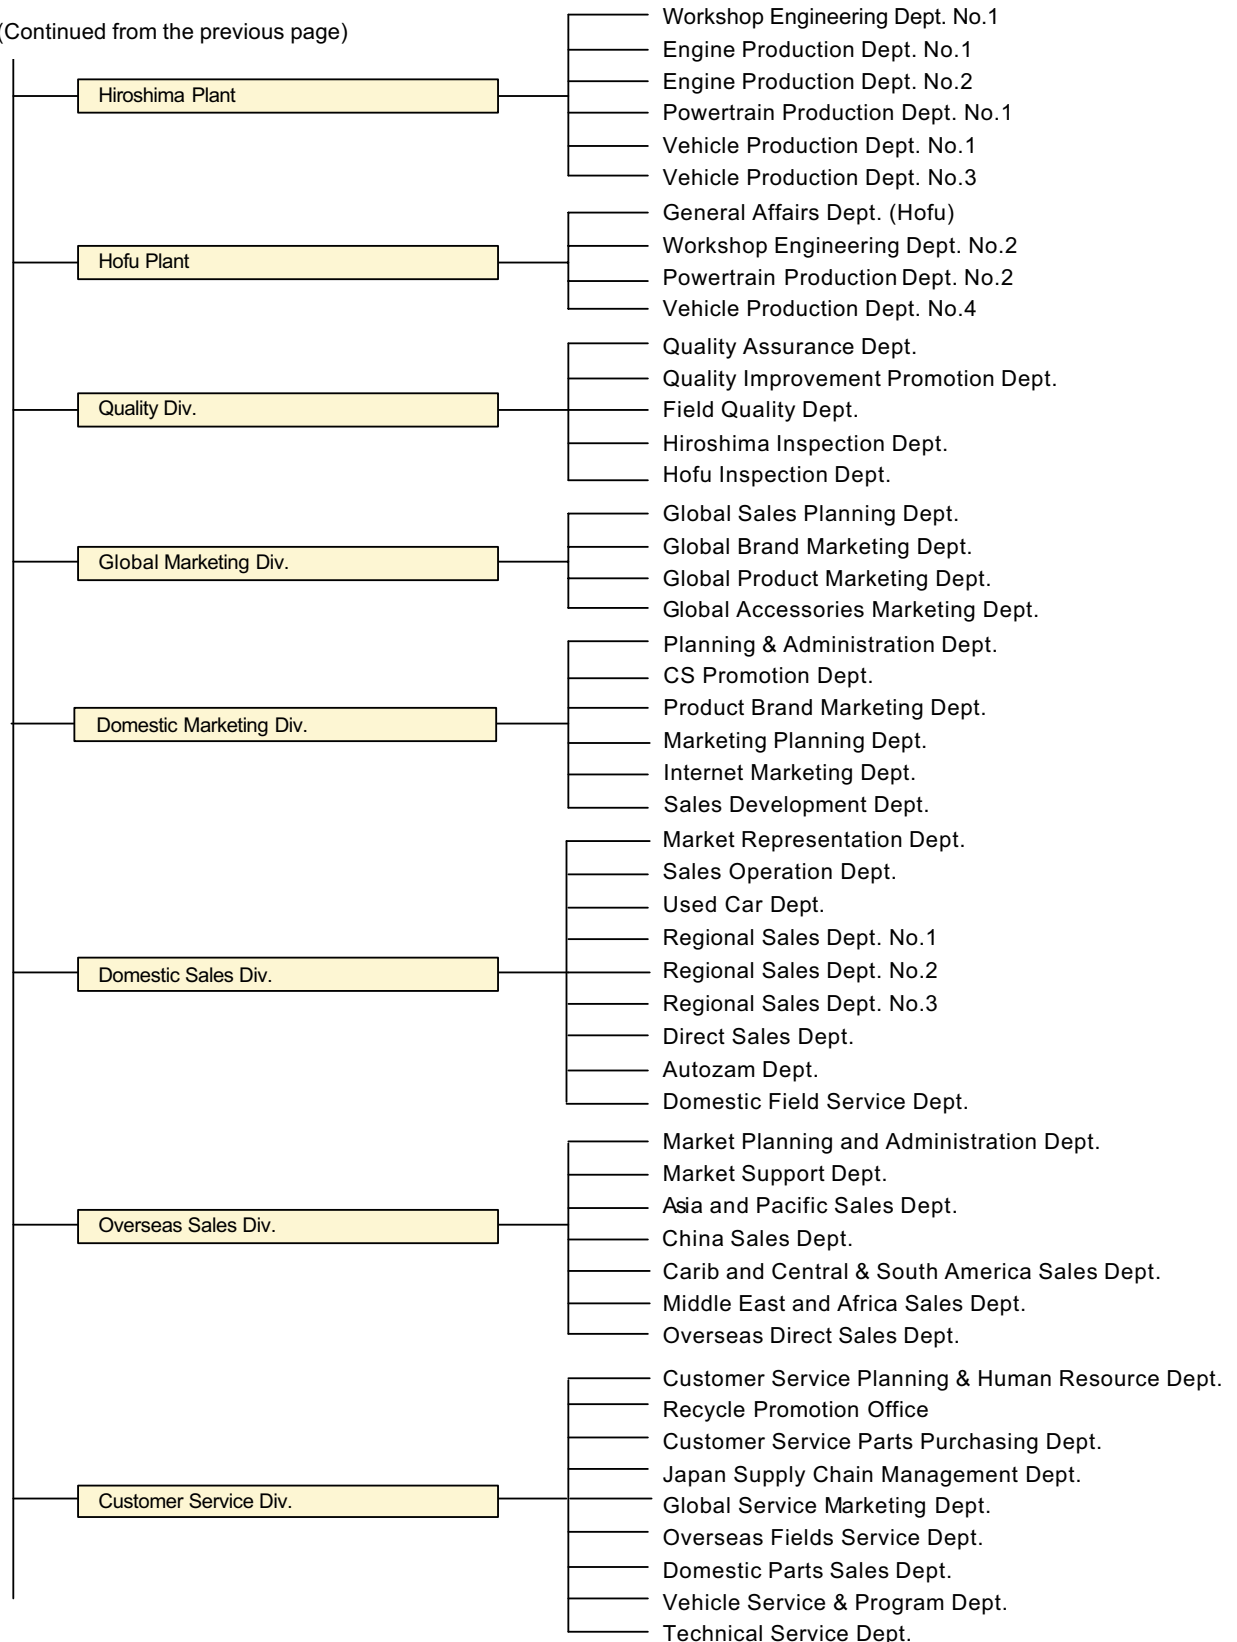 (Continued from the previous page)
Hiroshima Plant
Workshop Engineering Dept. No.1
Engine Production Dept. No.1
Engine Production Dept. No.2
Powertrain Production Dept. No.1
Vehicle Production Dept. No.1
Vehicle Production Dept. No.3
Hofu Plant
General Affairs Dept. (Hofu)
Workshop Engineering Dept. No.2
Powertrain Production Dept. No.2
Vehicle Production Dept. No.4
Quality Div.
Quality Assurance Dept.
Quality Improvement Promotion Dept.
Field Quality Dept.
Hiroshima Inspection Dept.
Hofu Inspection Dept.
Global Marketing Div.
Global Sales Planning Dept.
Global Brand Marketing Dept.
Global Product Marketing Dept.
Global Accessories Marketing Dept.
Domestic Marketing Div.
Planning & Administration Dept.
CS Promotion Dept.
Product Brand Marketing Dept.
Marketing Planning Dept.
Internet Marketing Dept.
Sales Development Dept.
Domestic Sales Div.
Market Representation Dept.
Sales Operation Dept.
Used Car Dept.
Regional Sales Dept. No.1
Regional Sales Dept. No.2
Regional Sales Dept. No.3
Direct Sales Dept.
Autozam Dept.
Domestic Field Service Dept.
Overseas Sales Div.
Market Planning and Administration Dept.
Market Support Dept.
Asia and Pacific Sales Dept.
China Sales Dept.
Carib and Central & South America Sales Dept.
Middle East and Africa Sales Dept.
Overseas Direct Sales Dept.
Customer Service Div.
Customer Service Planning & Human Resource Dept.
Recycle Promotion Office
Customer Service Parts Purchasing Dept.
Japan Supply Chain Management Dept.
Global Service Marketing Dept.
Overseas Fields Service Dept.
Domestic Parts Sales Dept.
Vehicle Service & Program Dept.
Technical Service Dept.